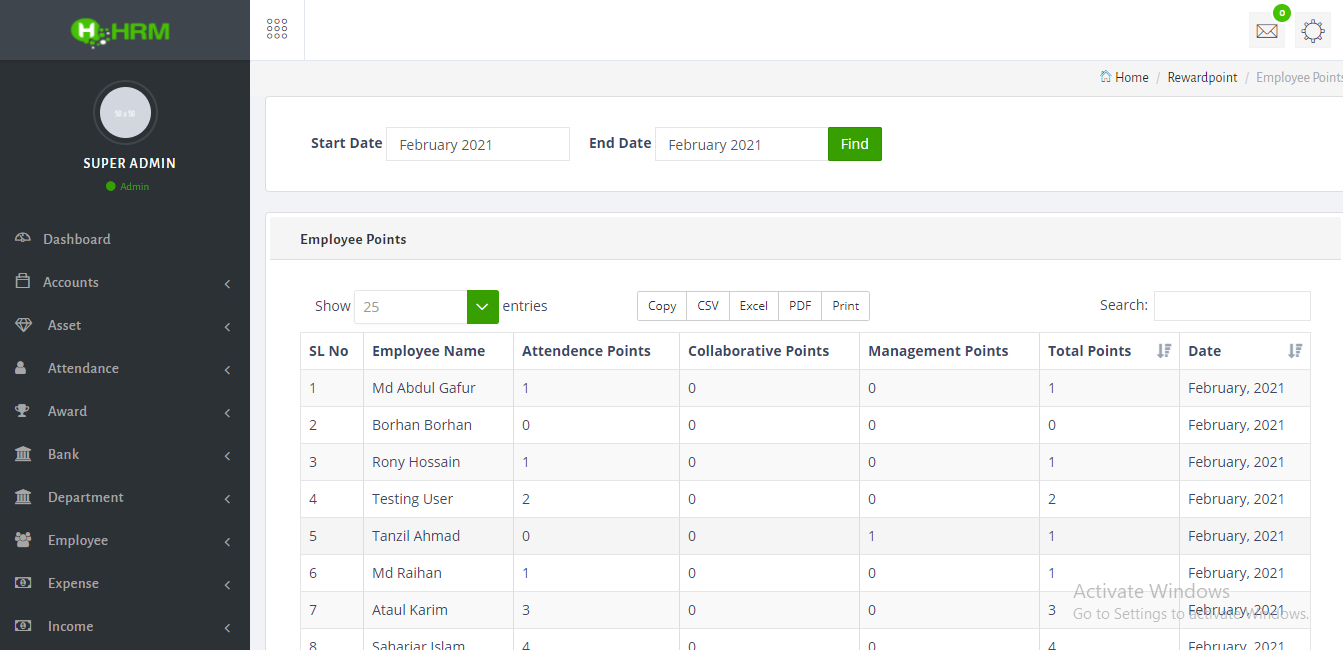 HRM
0
Home / Rewardpoint / Employee Points
SUPER ADMIN
Admin
Start Date February 2021 End Date February 2021 Find
Dashboard
Accounts
Asset
Attendance
Award
Bank
Department
Employee
Expense
Income
Employee Points
Show 25 entries Copy CSV Excel PDF Print Search:
SL No Employee Name Attendence Points Collaborative Points Management Points Total Points Date
1 Md Abdul Gafur 1 0 0 1 February, 2021
2 Borhan Borhan 0 0 0 0 February, 2021
3 Rony Hossain 1 0 0 1 February, 2021
4 Testing User 2 0 0 2 February, 2021
5 Tanzil Ahmad 0 0 1 1 February, 2021
6 Md Raihan 1 0 0 1 February, 2021
7 Ataul Karim 3 0 0 3 February, 2021
8 Sahariar Islam 4 0 0 4 February, 2021
Activate Windows
Go to Settings to activate Windows.